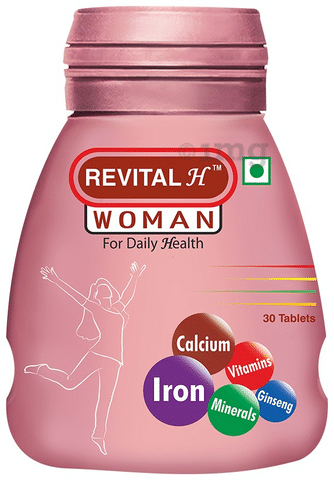 REVITAL H™
WOMAN
For Daily Health
30 Tablets
Calcium
Vitamins
Iron
Minerals
Ginseng